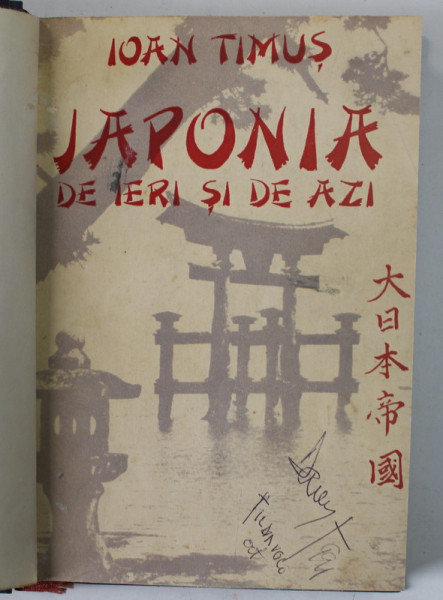 IOAN TIMUȘ
JAPONIA
DE IERI ȘI DE AZI
大日本帝國